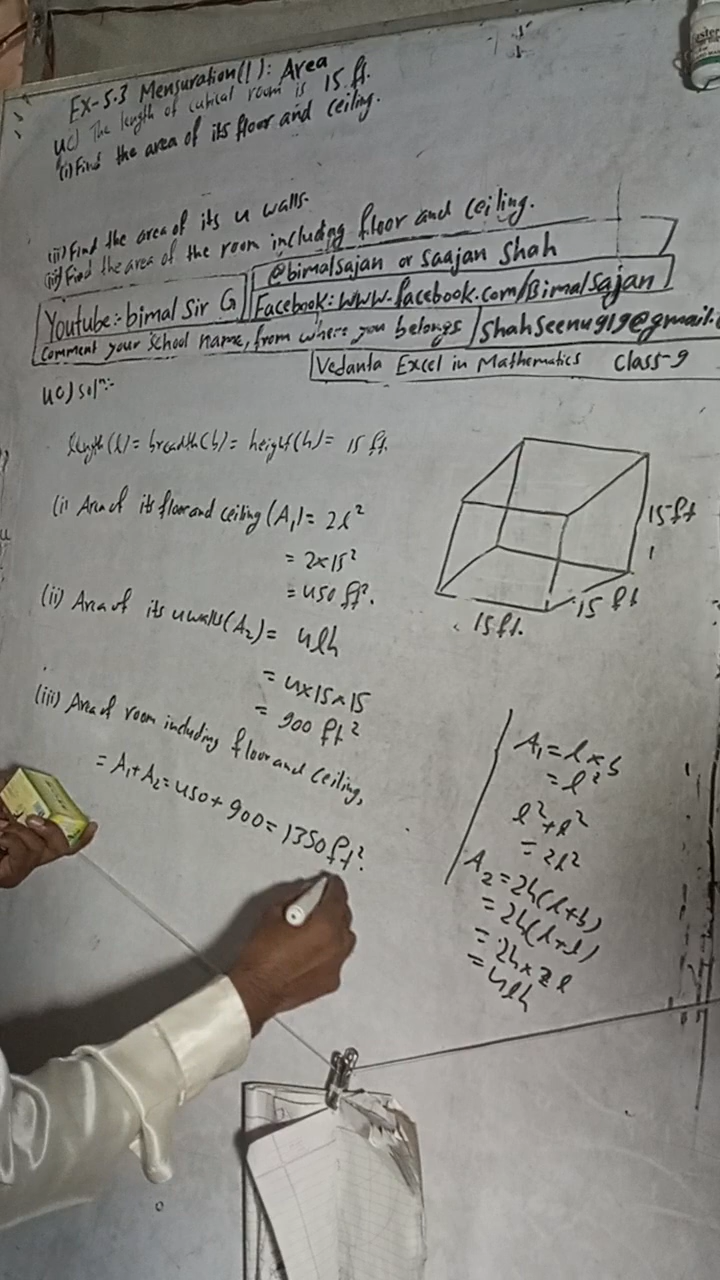 Ex-5.3 Mensuration(I): Area
4c) The length of cubical room is 15 ft.
(i) Find the area of its floor and ceiling.
(ii) Find the area of its 4 walls.
(iii) Find the area of the room including floor and ceiling.
@bimalsajan or Saajan Shah
Youtube:- bimal Sir G
Facebook: www.facebook.com/Bimalsajan
Comment your school name, from where you belongs
shahseenu919@gmail.
Vedanta Excel in Mathematics Class-9
4c) solⁿ:-
length(l) = breadth(b) = height(h) = 15 ft.
(i) Area of its floor and ceiling (A₁) = 2l²
= 2×15²
= 450 ft².
(ii) Area of its 4 walls (A₂) = 4lh
= 4×15×15
= 900 ft²
(iii) Area of room including floor and ceiling,
= A₁+A₂ = 450+900 = 1350 ft².
15 ft
15 ft
15 ft.
A₁ = l×b
= l²
l²+l²
= 2l²
A₂ = 2h(l+b)
= 2h(l+l)
= 2h×2l
= 4lh